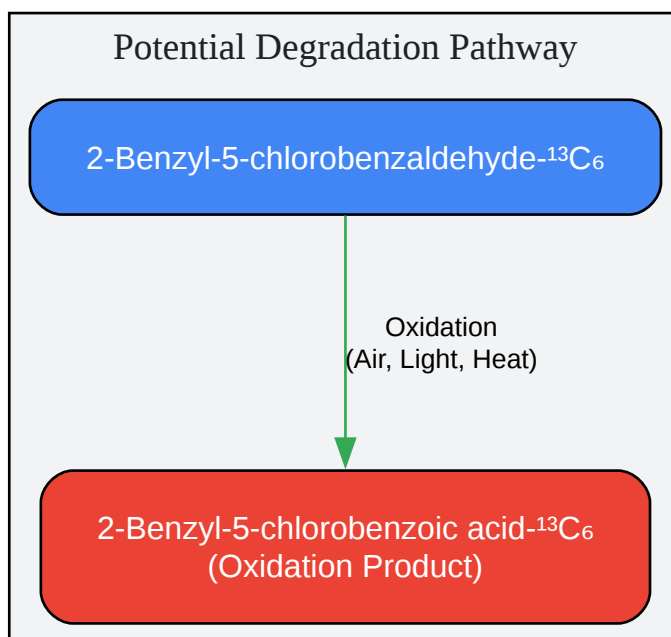 Potential Degradation Pathway
2-Benzyl-5-chlorobenzaldehyde-¹³C₆
Oxidation
(Air, Light, Heat)
2-Benzyl-5-chlorobenzoic acid-¹³C₆
(Oxidation Product)